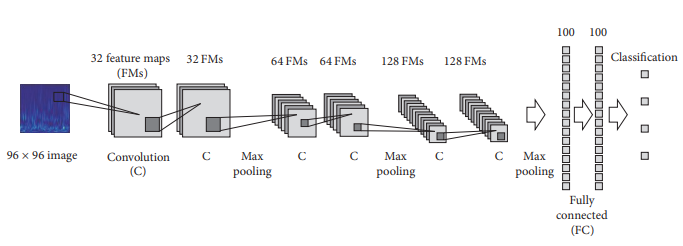 100 100
32 feature maps
(FMs)
32 FMs
64 FMs
64 FMs
128 FMs
128 FMs
Classification
96 × 96 image
Convolution
(C)
C
Max
pooling
C
C
Max
pooling
C
C
Max
pooling
Fully
connected
(FC)